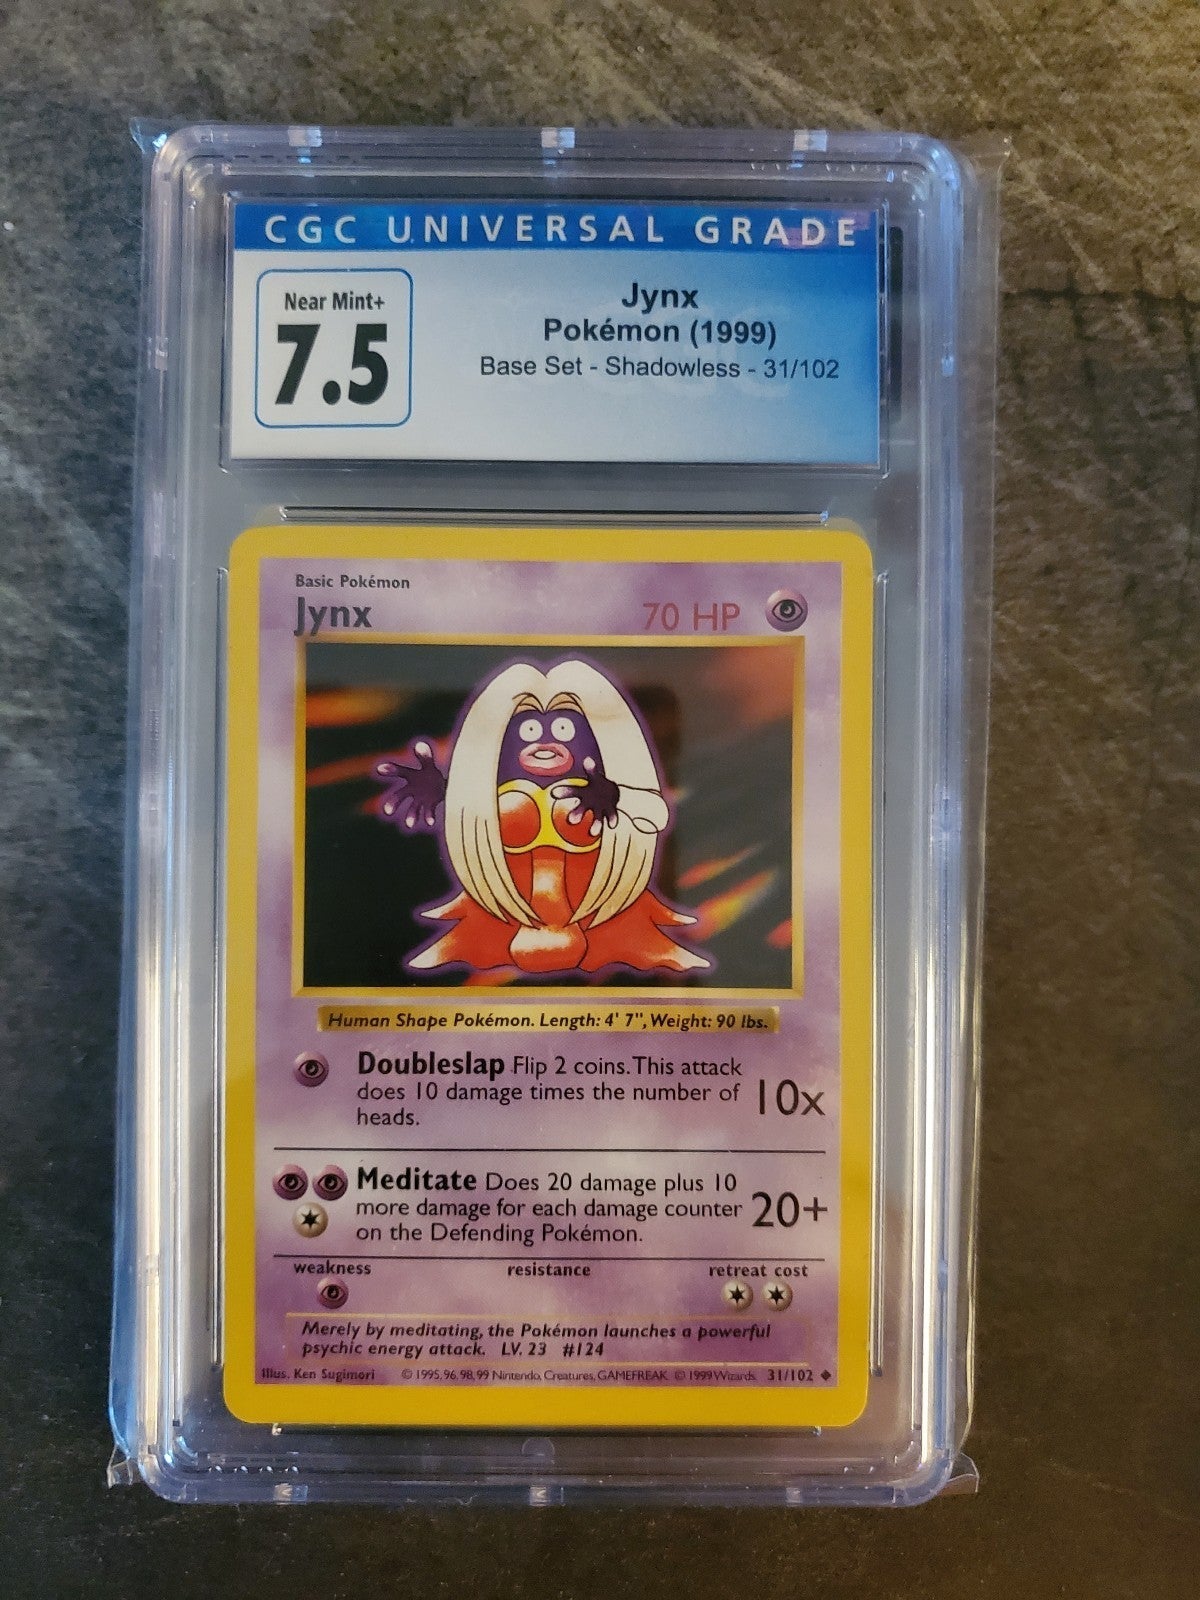 CGC UNIVERSAL GRADE
Near Mint+
7.5
Jynx
Pokémon (1999)
Base Set - Shadowless - 31/102
Basic Pokémon
Jynx
70 HP
Human Shape Pokémon. Length: 4' 7", Weight: 90 lbs.
Doubleslap Flip 2 coins. This attack
does 10 damage times the number of
heads.
10x
Meditate Does 20 damage plus 10
more damage for each damage counter
on the Defending Pokémon.
20+
weakness resistance retreat cost
Merely by meditating, the Pokémon launches a powerful
psychic energy attack. LV. 23 #124
Illus. Ken Sugimori © 1995, 96, 98, 99 Nintendo, Creatures, GAMEFREAK. © 1999 Wizards. 31/102